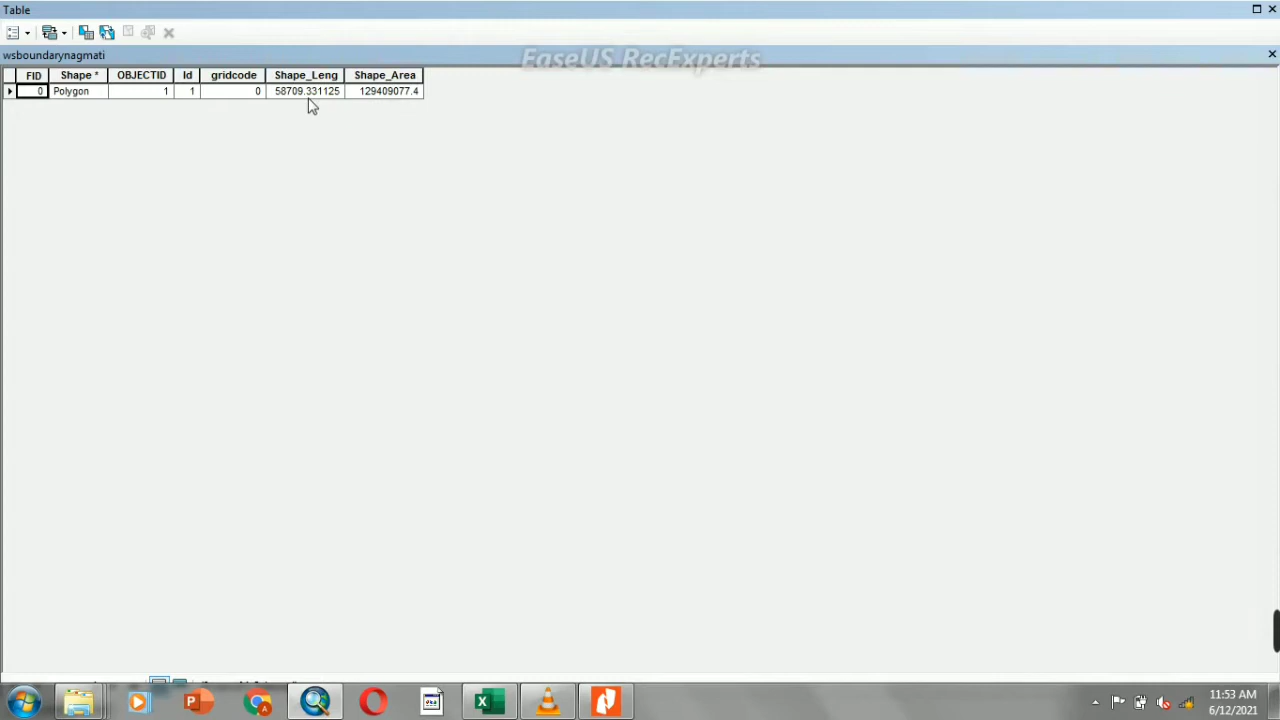 Table
wsboundarynagmati
EaseUS RecExperts
FID Shape * OBJECTID Id gridcode Shape_Leng Shape_Area
0 Polygon 1 1 0 58709.331125 129409077.4
11:53 AM
6/12/2021